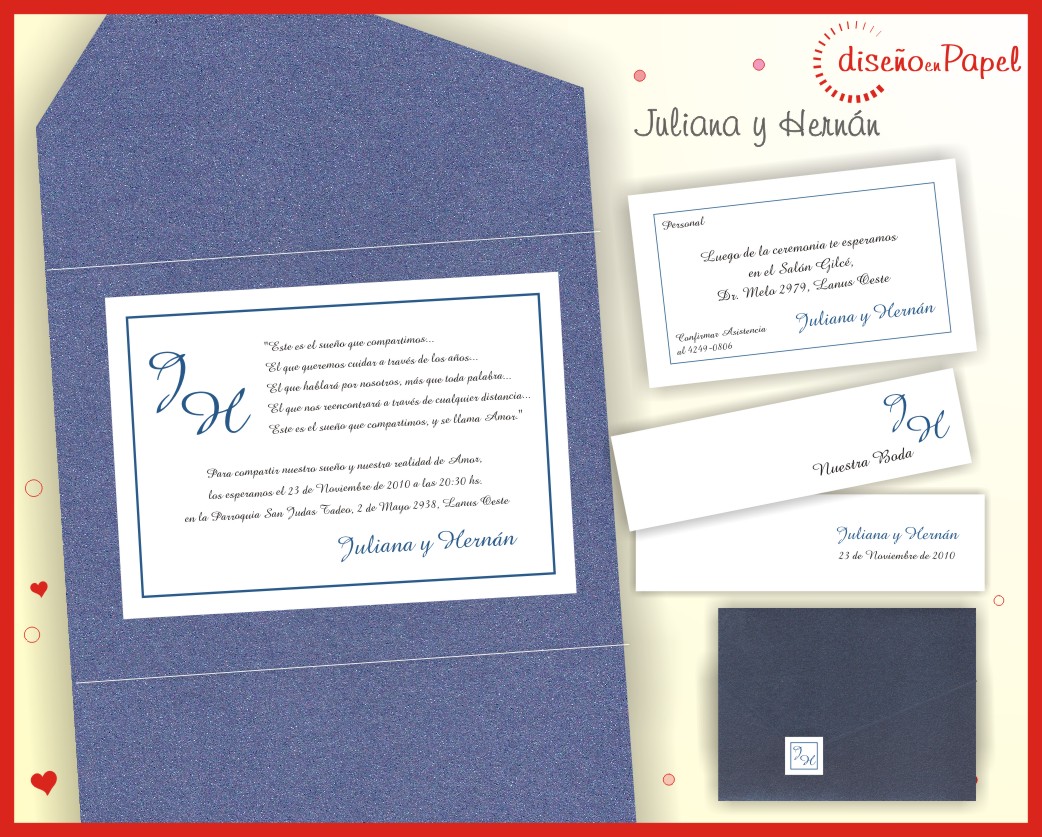 diseño en Papel
Juliana y Hernán
JH
"Este es el sueño que compartimos...
El que queremos cuidar a través de los años...
El que hablará por nosotros, más que toda palabra...
El que nos reencontrará a través de cualquier distancia...
Este es el sueño que compartimos, y se llama Amor."
Para compartir nuestro sueño y nuestra realidad de Amor,
los esperamos el 23 de Noviembre de 2010 a las 20:30 hs.
en la Parroquia San Judas Tadeo, 2 de Mayo 2938, Lanus Oeste
Juliana y Hernán
Personal
Luego de la ceremonia te esperamos
en el Salón Gilcé,
Dr. Melo 2979, Lanus Oeste
Juliana y Hernán
Confirmar Asistencia
al 4249-0806
JH
Nuestra Boda
Juliana y Hernán
23 de Noviembre de 2010
JH